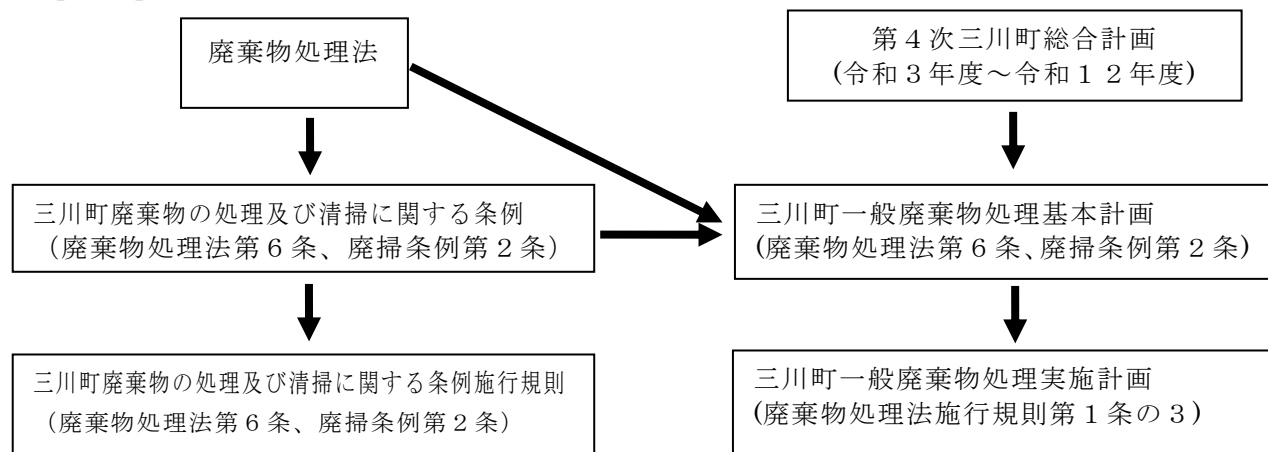 廃棄物処理法
第４次三川町総合計画
(令和３年度～令和１２年度)
三川町廃棄物の処理及び清掃に関する条例
（廃棄物処理法第６条、廃掃条例第２条）
三川町一般廃棄物処理基本計画
(廃棄物処理法第６条、廃掃条例第２条)
三川町廃棄物の処理及び清掃に関する条例施行規則
（廃棄物処理法第６条、廃掃条例第２条）
三川町一般廃棄物処理実施計画
(廃棄物処理法施行規則第１条の３)